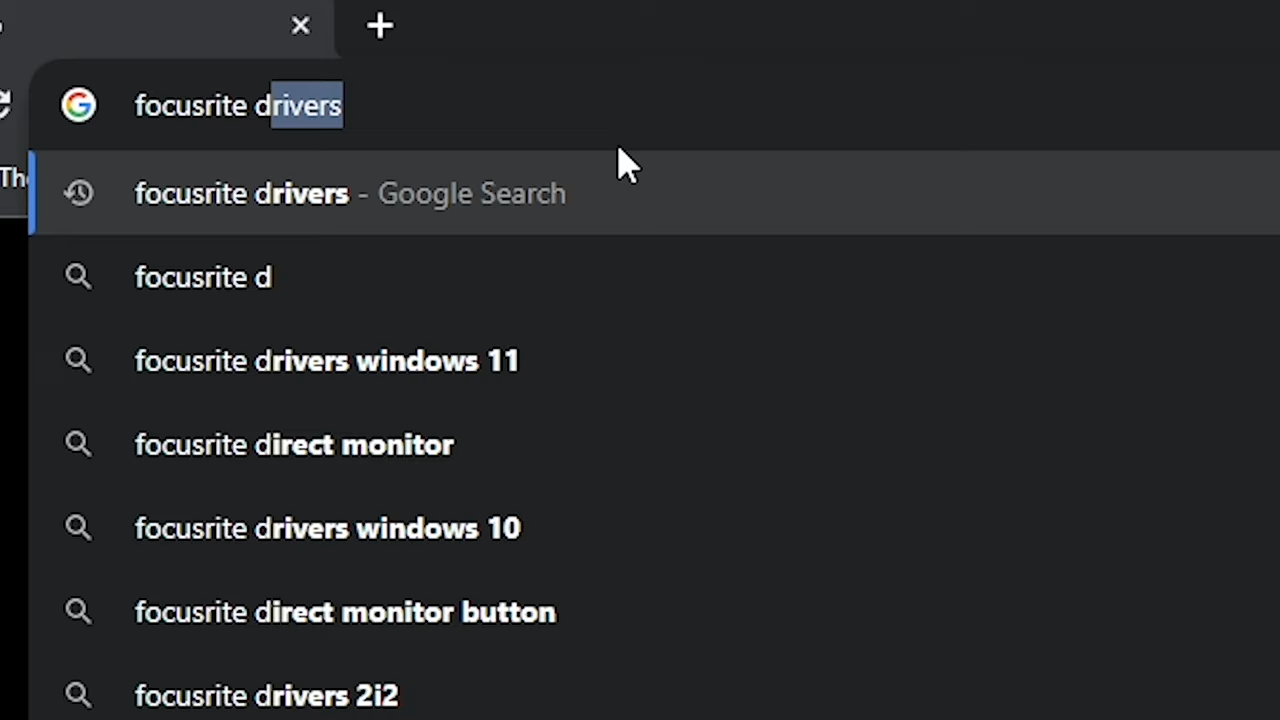 focusrite drivers
The
focusrite drivers - Google Search
focusrite d
focusrite drivers windows 11
focusrite direct monitor
focusrite drivers windows 10
focusrite direct monitor button
focusrite drivers 2i2